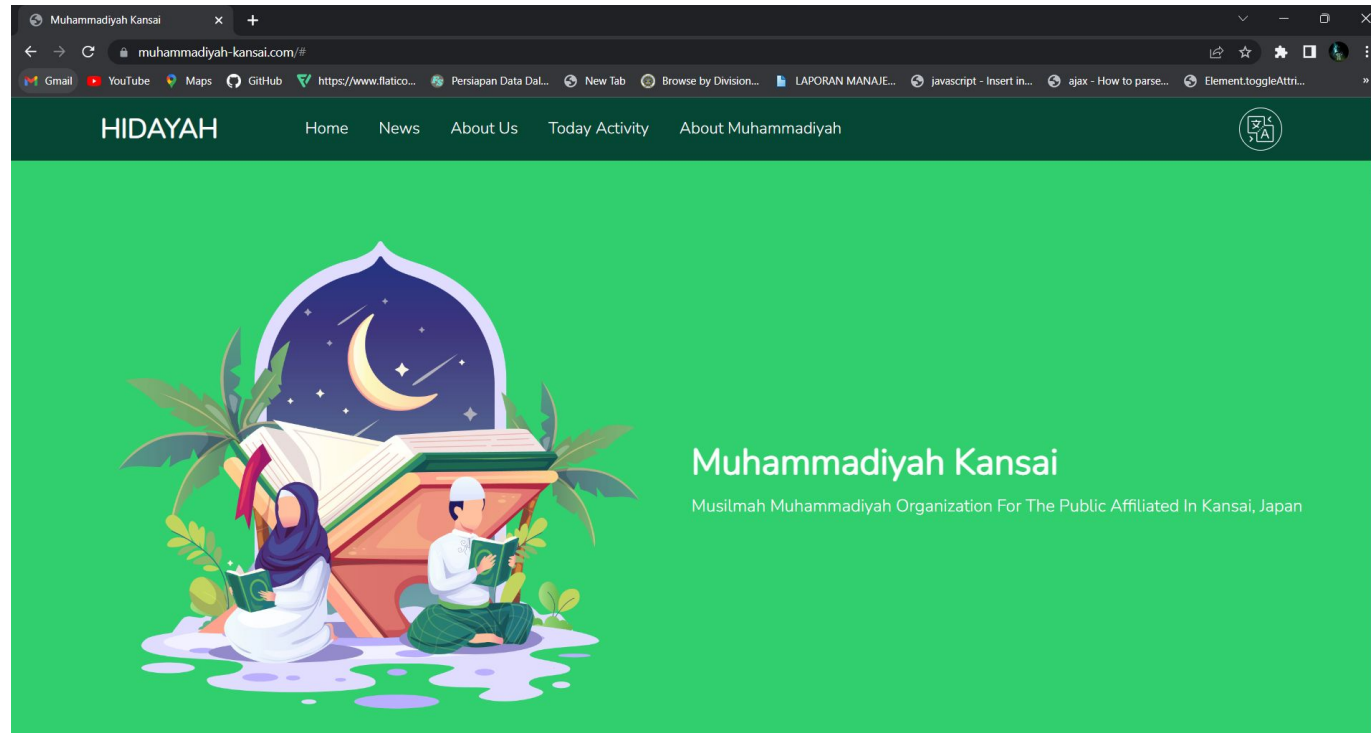 Muhammadiyah Kansai
muhammadiyah-kansai.com/#
Gmail YouTube Maps GitHub https://www.flatico... Persiapan Data Dal... New Tab Browse by Division... LAPORAN MANAJE... javascript - Insert in... ajax - How to parse... Element.toggleAttri... »
HIDAYAH Home News About Us Today Activity About Muhammadiyah
Muhammadiyah Kansai
Musilmah Muhammadiyah Organization For The Public Affiliated In Kansai, Japan